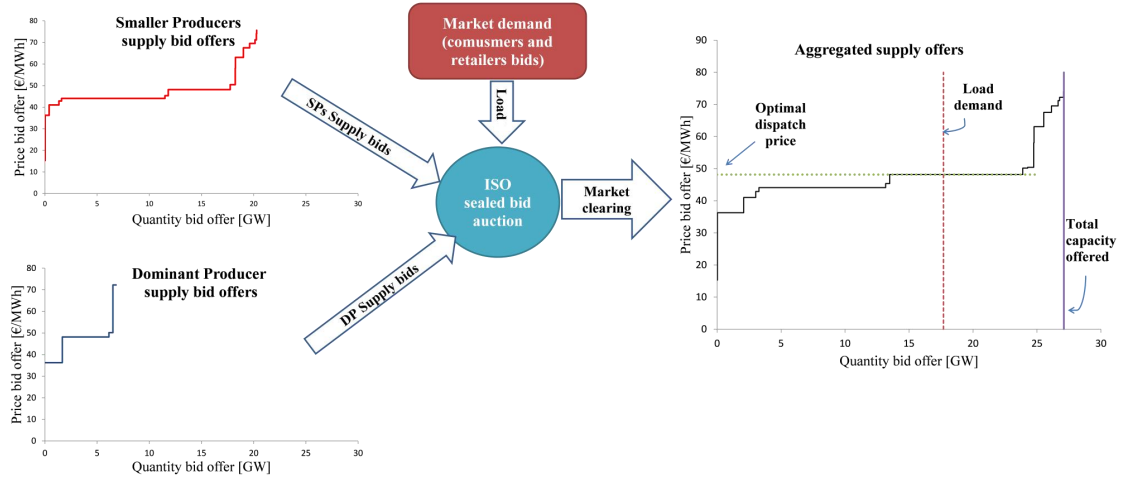 Smaller Producers
supply bid offers
Price bid offer [€/MWh]
80
70
60
50
40
30
20
10
0
0 5 10 15 20 25 30
Quantity bid offer [GW]
Dominant Producer
supply bid offers
Price bid offer [€/MWh]
80
70
60
50
40
30
20
10
0
0 5 10 15 20 25 30
Quantity bid offer [GW]
Market demand
(comusmers and
retailers bids)
Load
SPs Supply bids
DP Supply bids
ISO
sealed bid
auction
Market
clearing
Aggregated supply offers
Price bid offer [€/MWh]
90
80
70
60
50
40
30
20
10
0
0 5 10 15 20 25 30
Quantity bid offer [GW]
Optimal
dispatch
price
Load
demand
Total
capacity
offered